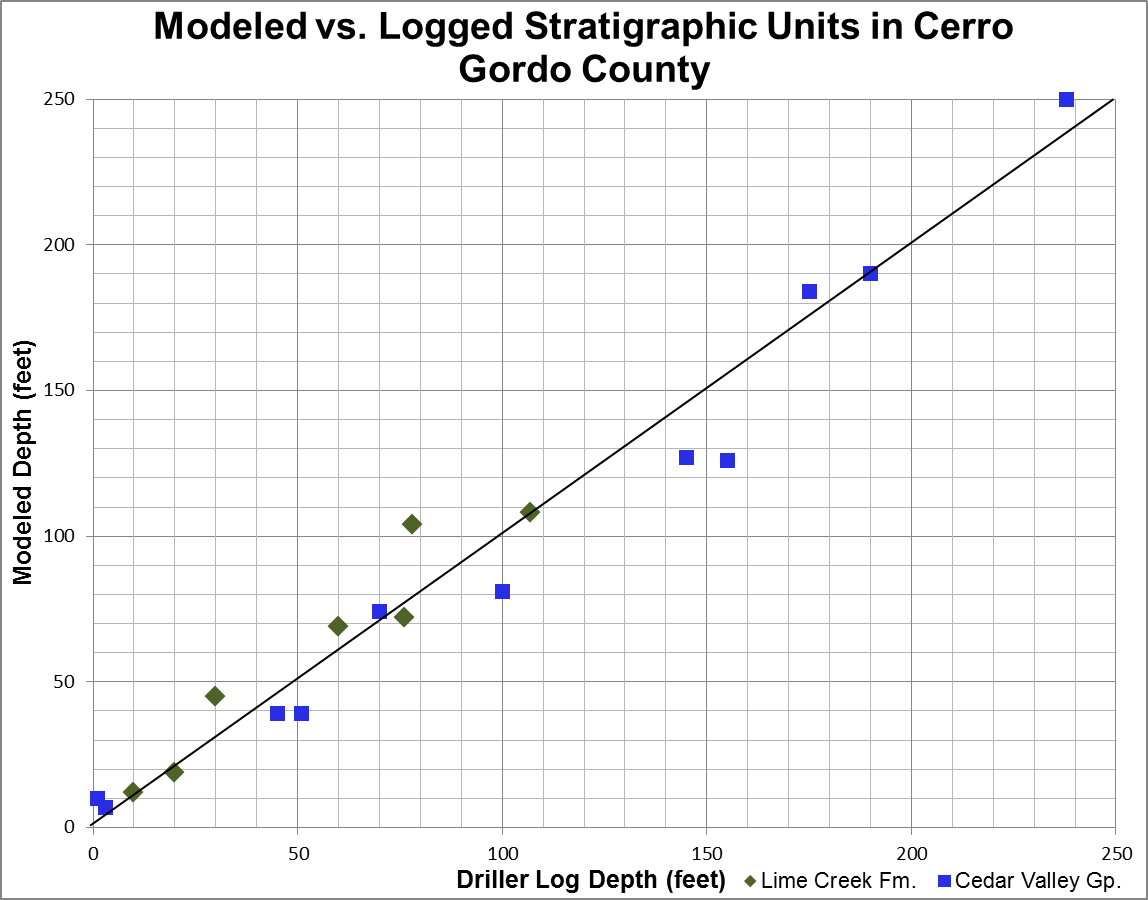 Modeled vs. Logged Stratigraphic Units in Cerro
Gordo County
250
200
150
100
50
0
Modeled Depth (feet)
0 50 100 150 200 250
Driller Log Depth (feet) Lime Creek Fm. Cedar Valley Gp.